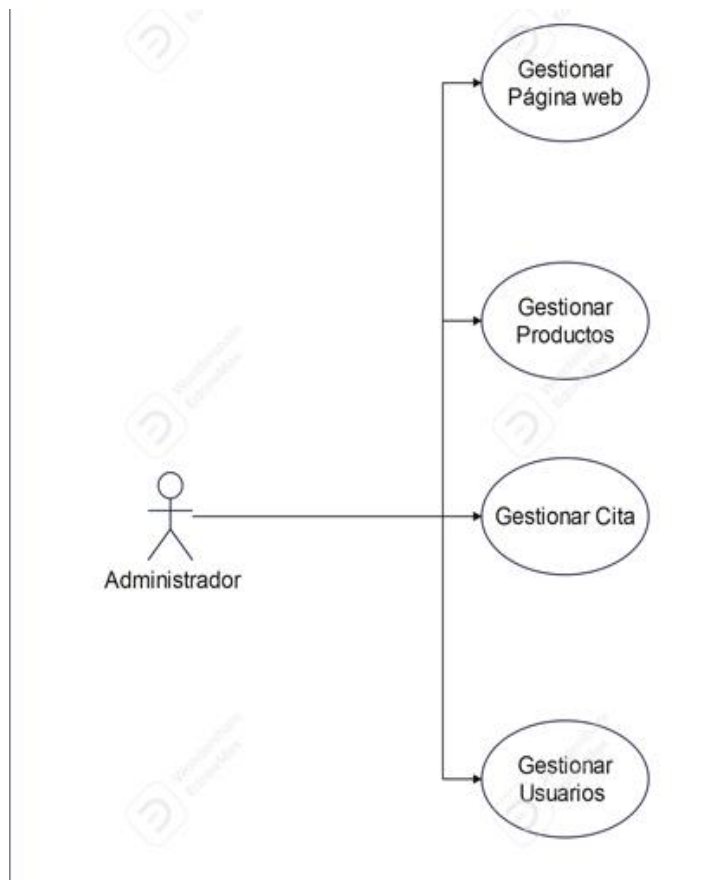 Gestionar
Página web
Gestionar
Productos
Gestionar Cita
Administrador
Gestionar
Usuarios